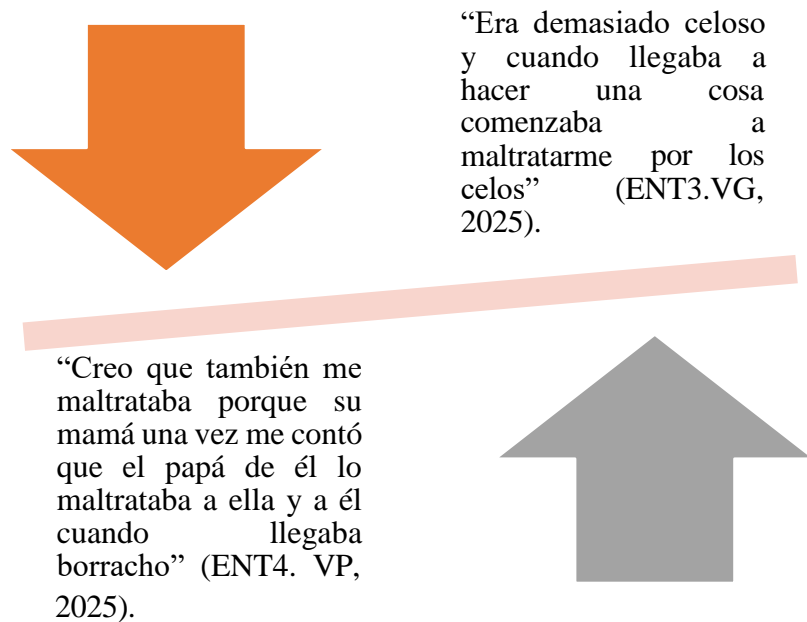 “Era demasiado celoso
y cuando llegaba a
hacer una cosa
comenzaba a
maltratarme por los
celos” (ENT3.VG,
2025).
“Creo que también me
maltrataba porque su
mamá una vez me contó
que el papá de él lo
maltrataba a ella y a él
cuando llegaba
borracho” (ENT4. VP,
2025).